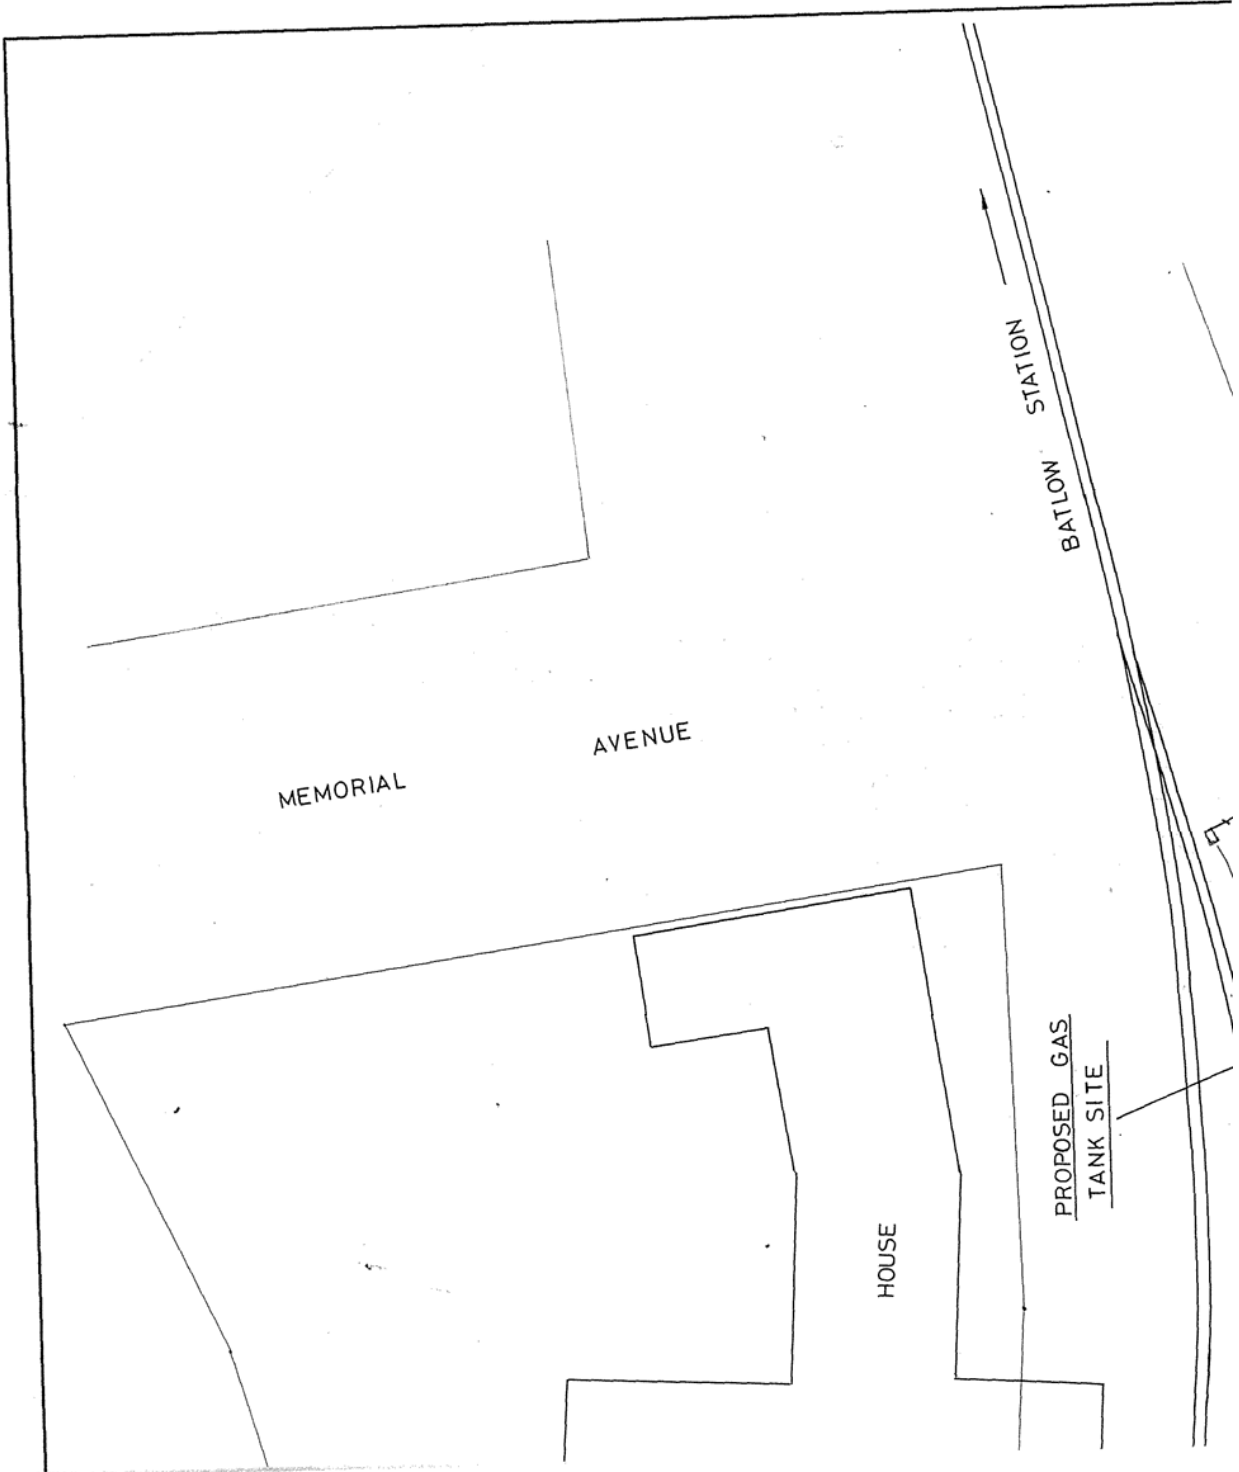 BATLOW STATION
MEMORIAL AVENUE
PROPOSED GAS
TANK SITE
HOUSE